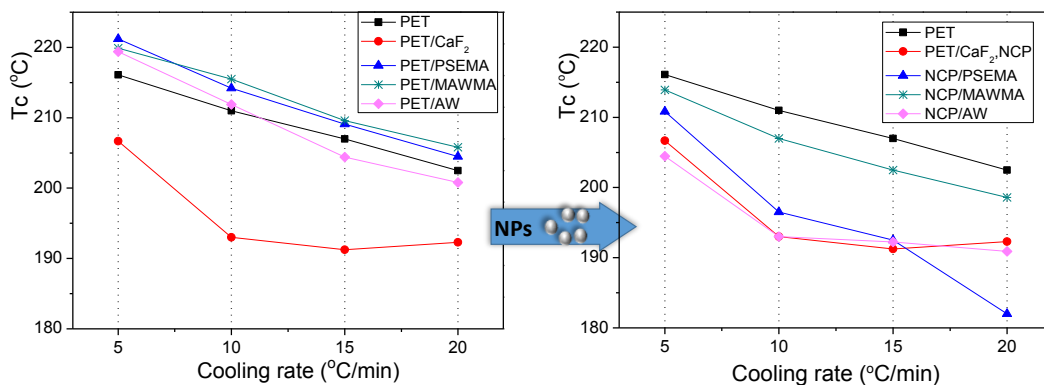 PET
PET/CaF₂
PET/PSEMA
PET/MAWMA
PET/AW
220
210
200
190
180
Tc (°C)
5
10
15
20
Cooling rate (°C/min)
NPs
PET
PET/CaF₂,NCP
NCP/PSEMA
NCP/MAWMA
NCP/AW
220
210
200
190
180
Tc (°C)
5
10
15
20
Cooling rate (°C/min)